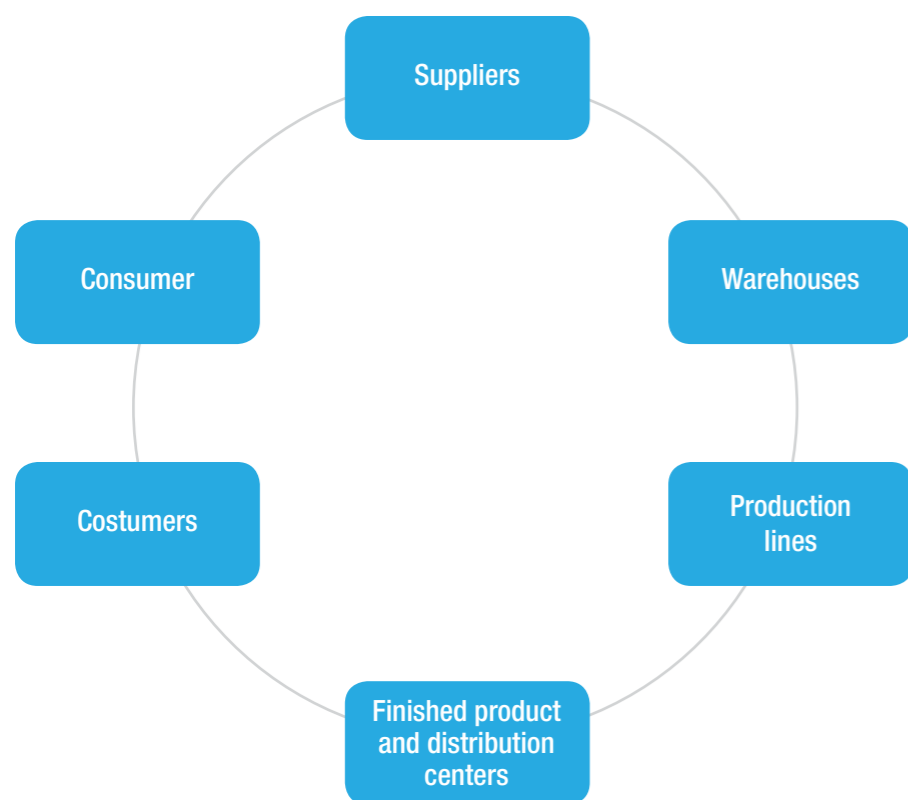 Suppliers
Consumer
Warehouses
Costumers
Production
lines
Finished product
and distribution
centers